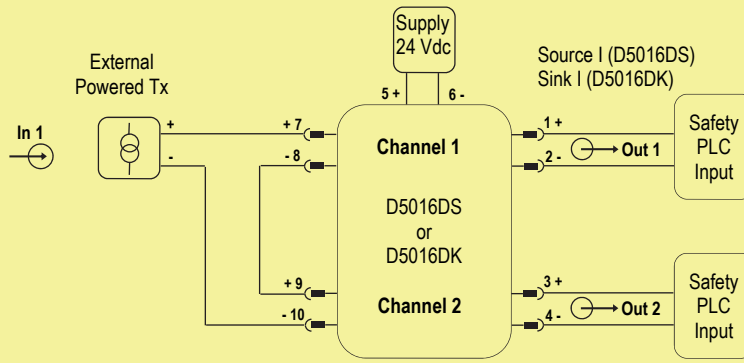 Supply
24 Vdc
5 +
6 -
Source I (D5016DS)
Sink I (D5016DK)
External
Powered Tx
In 1
+
-
+ 7
- 8
Channel 1
1 +
2 -
Out 1
Safety
PLC
Input
D5016DS
or
D5016DK
+ 9
- 10
Channel 2
3 +
4 -
Out 2
Safety
PLC
Input